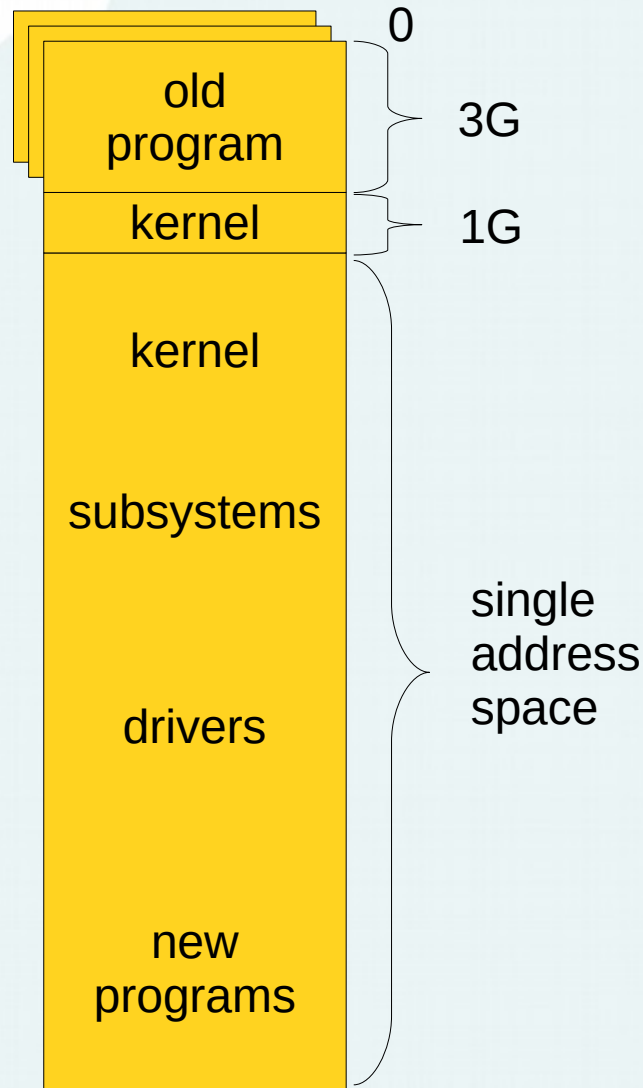 0
old
program
3G
kernel
1G
kernel
subsystems
single
address
space
drivers
new
programs